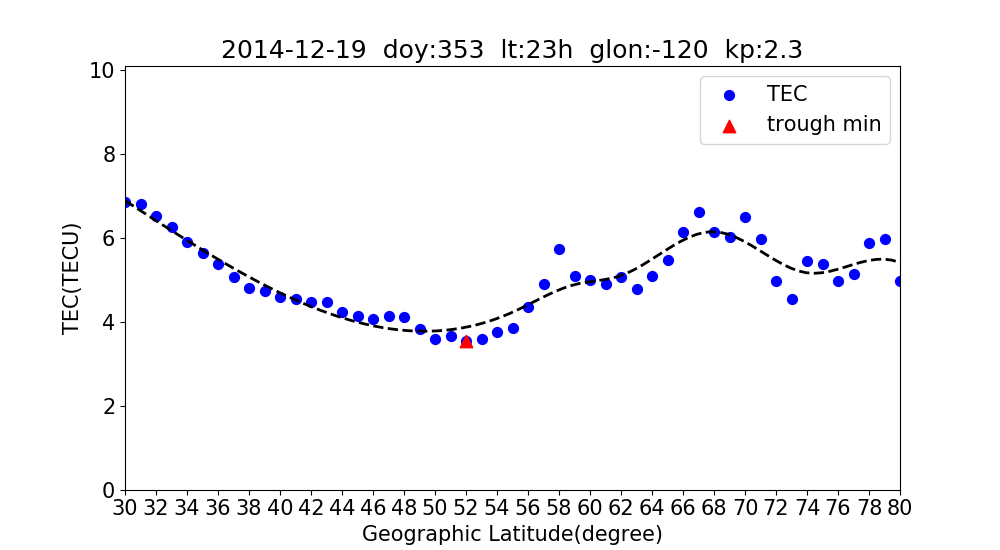 2014-12-19 doy:353 lt:23h glon:-120 kp:2.3
TEC
trough min
10
8
6
4
2
0
TEC(TECU)
30 32 34 36 38 40 42 44 46 48 50 52 54 56 58 60 62 64 66 68 70 72 74 76 78 80
Geographic Latitude(degree)